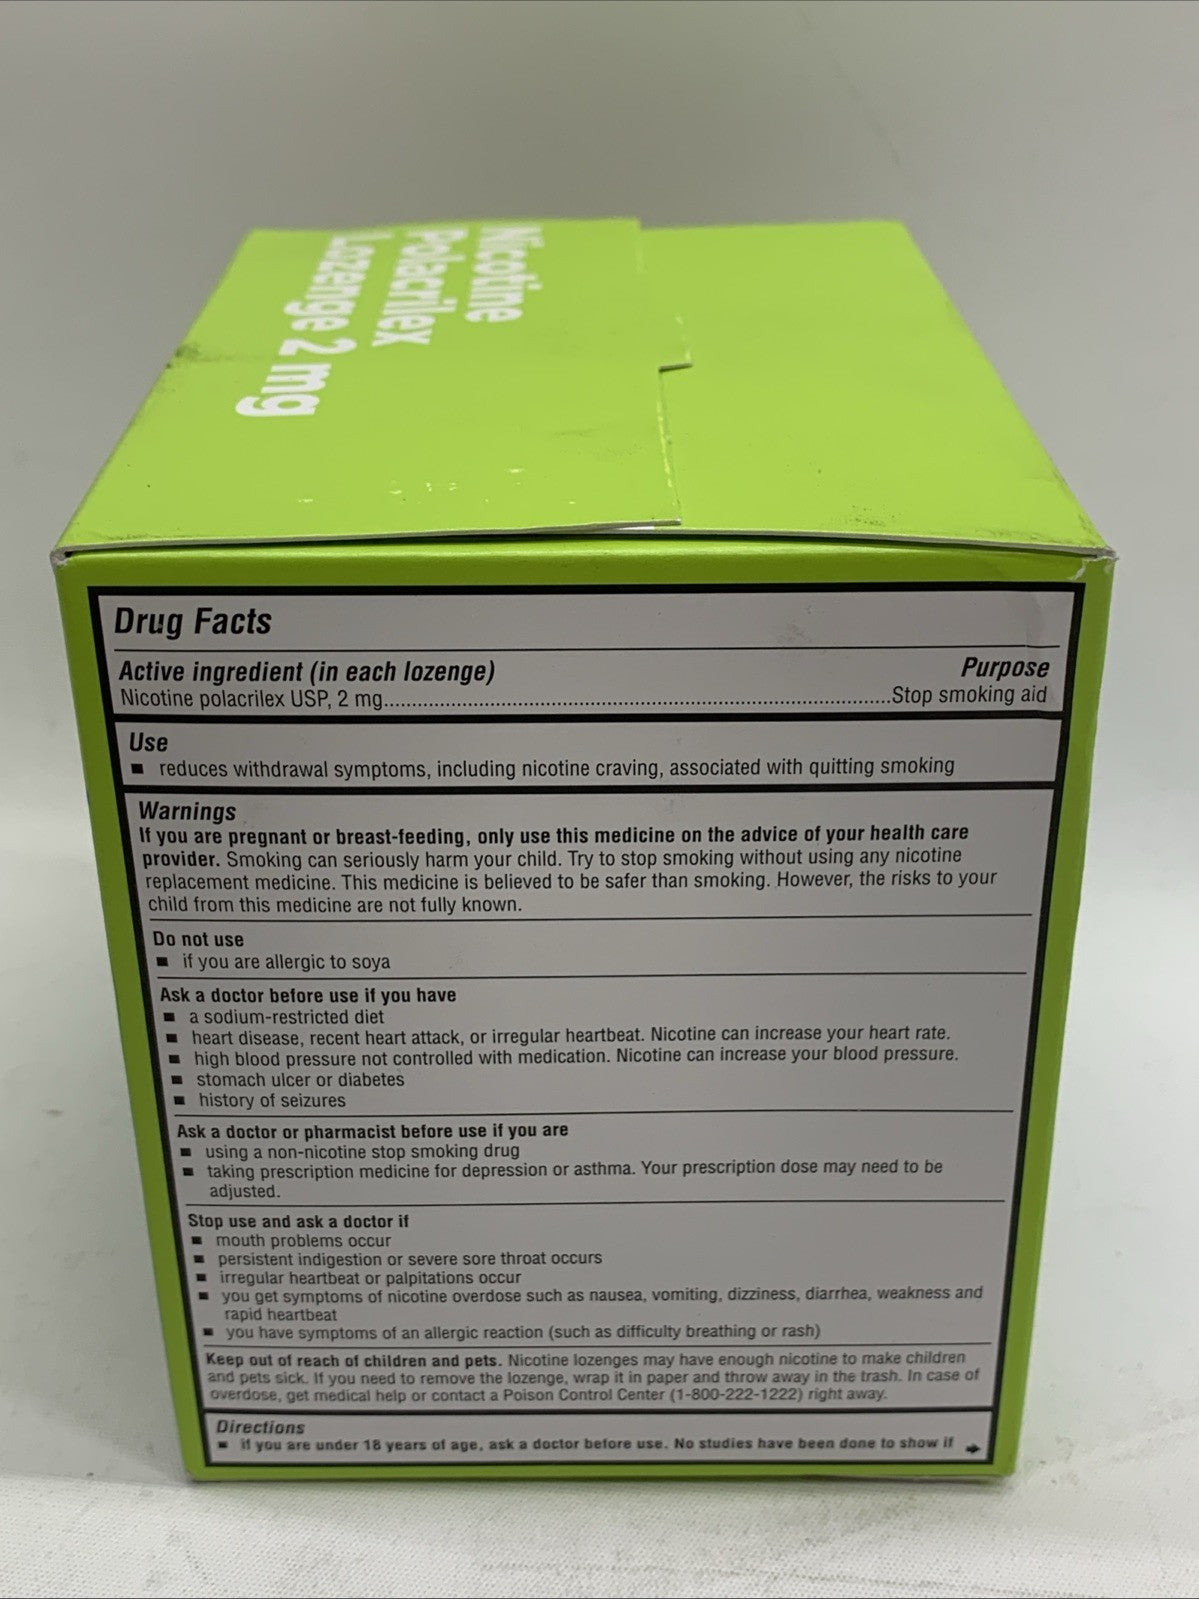 Nicotine
Polacrilex
Lozenge 2 mg
Drug Facts
Active ingredient (in each lozenge) Purpose
Nicotine polacrilex USP, 2 mg..........................................................................................Stop smoking aid
Use
■ reduces withdrawal symptoms, including nicotine craving, associated with quitting smoking
Warnings
If you are pregnant or breast-feeding, only use this medicine on the advice of your health care
provider. Smoking can seriously harm your child. Try to stop smoking without using any nicotine
replacement medicine. This medicine is believed to be safer than smoking. However, the risks to your
child from this medicine are not fully known.
Do not use
■ if you are allergic to soya
Ask a doctor before use if you have
■ a sodium-restricted diet
■ heart disease, recent heart attack, or irregular heartbeat. Nicotine can increase your heart rate.
■ high blood pressure not controlled with medication. Nicotine can increase your blood pressure.
■ stomach ulcer or diabetes
■ history of seizures
Ask a doctor or pharmacist before use if you are
■ using a non-nicotine stop smoking drug
■ taking prescription medicine for depression or asthma. Your prescription dose may need to be
adjusted.
Stop use and ask a doctor if
■ mouth problems occur
■ persistent indigestion or severe sore throat occurs
■ irregular heartbeat or palpitations occur
■ you get symptoms of nicotine overdose such as nausea, vomiting, dizziness, diarrhea, weakness and
rapid heartbeat
■ you have symptoms of an allergic reaction (such as difficulty breathing or rash)
Keep out of reach of children and pets. Nicotine lozenges may have enough nicotine to make children
and pets sick. If you need to remove the lozenge, wrap it in paper and throw away in the trash. In case of
overdose, get medical help or contact a Poison Control Center (1-800-222-1222) right away.
Directions
■ if you are under 18 years of age, ask a doctor before use. No studies have been done to show if